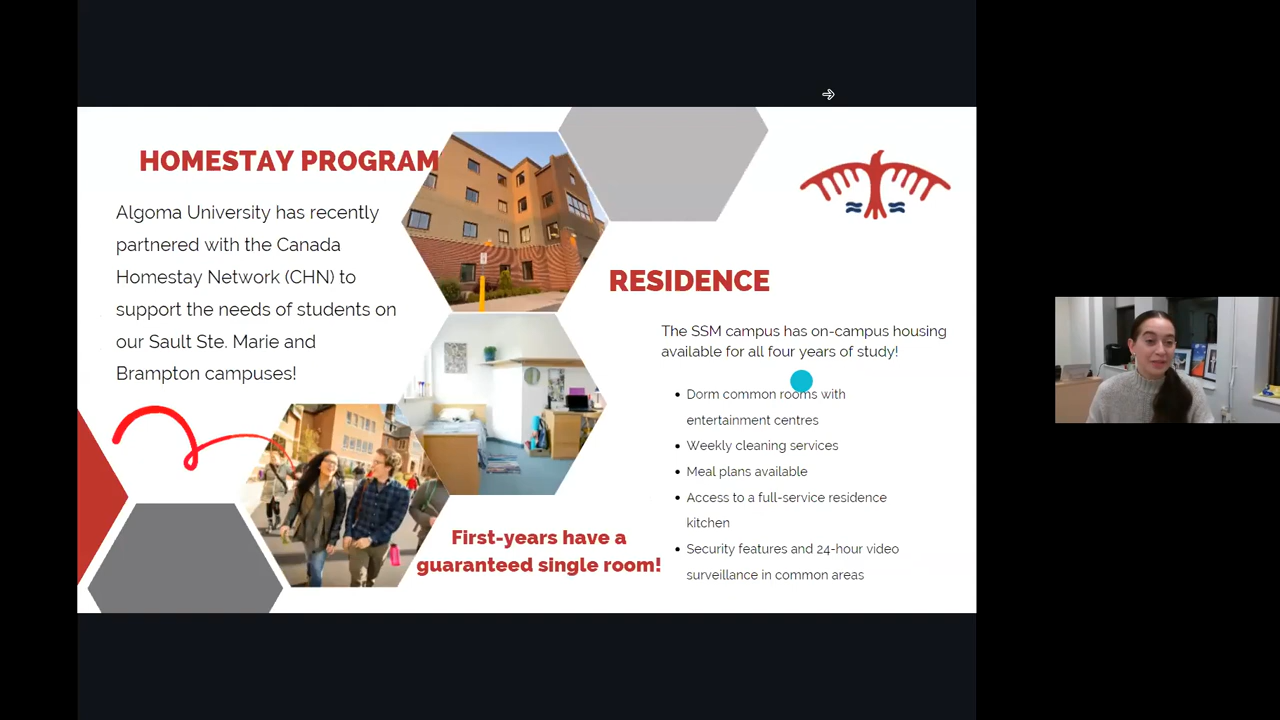 HOMESTAY PROGRAM
Algoma University has recently
partnered with the Canada
Homestay Network (CHN) to
support the needs of students on
our Sault Ste. Marie and
Brampton campuses!
RESIDENCE
The SSM campus has on-campus housing
available for all four years of study!
• Dorm common rooms with
entertainment centres
• Weekly cleaning services
• Meal plans available
• Access to a full-service residence
kitchen
• Security features and 24-hour video
surveillance in common areas
First-years have a
guaranteed single room!